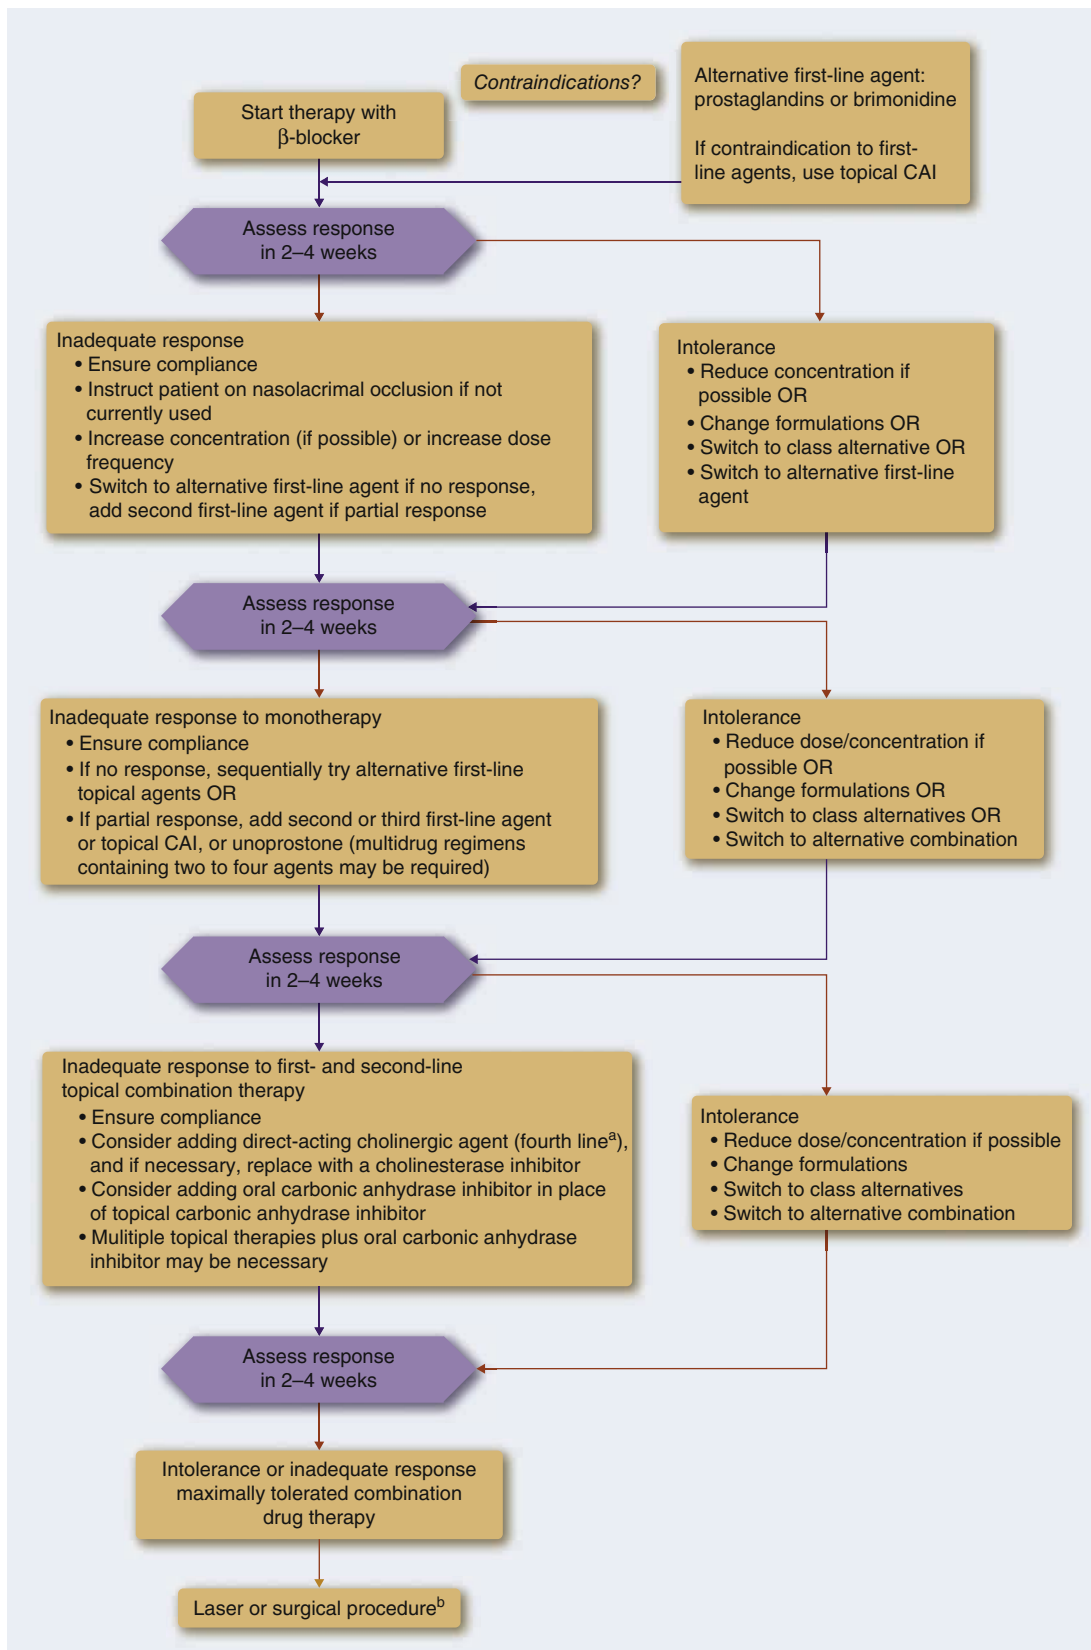 Contraindications?
Alternative first-line agent:
prostaglandins or brimonidine
If contraindication to first-
line agents, use topical CAI
Start therapy with
β-blocker
Assess response
in 2–4 weeks
Inadequate response
• Ensure compliance
• Instruct patient on nasolacrimal occlusion if not
currently used
• Increase concentration (if possible) or increase dose
frequency
• Switch to alternative first-line agent if no response,
add second first-line agent if partial response
Intolerance
• Reduce concentration if
possible OR
• Change formulations OR
• Switch to class alternative OR
• Switch to alternative first-line
agent
Assess response
in 2–4 weeks
Inadequate response to monotherapy
• Ensure compliance
• If no response, sequentially try alternative first-line
topical agents OR
• If partial response, add second or third first-line agent
or topical CAI, or unoprostone (multidrug regimens
containing two to four agents may be required)
Intolerance
• Reduce dose/concentration if
possible OR
• Change formulations OR
• Switch to class alternatives OR
• Switch to alternative combination
Assess response
in 2–4 weeks
Inadequate response to first- and second-line
topical combination therapy
• Ensure compliance
• Consider adding direct-acting cholinergic agent (fourth lineᵃ),
and if necessary, replace with a cholinesterase inhibitor
• Consider adding oral carbonic anhydrase inhibitor in place
of topical carbonic anhydrase inhibitor
• Mulitiple topical therapies plus oral carbonic anhydrase
inhibitor may be necessary
Intolerance
• Reduce dose/concentration if possible
• Change formulations
• Switch to class alternatives
• Switch to alternative combination
Assess response
in 2–4 weeks
Intolerance or inadequate response
maximally tolerated combination
drug therapy
Laser or surgical procedureᵇ